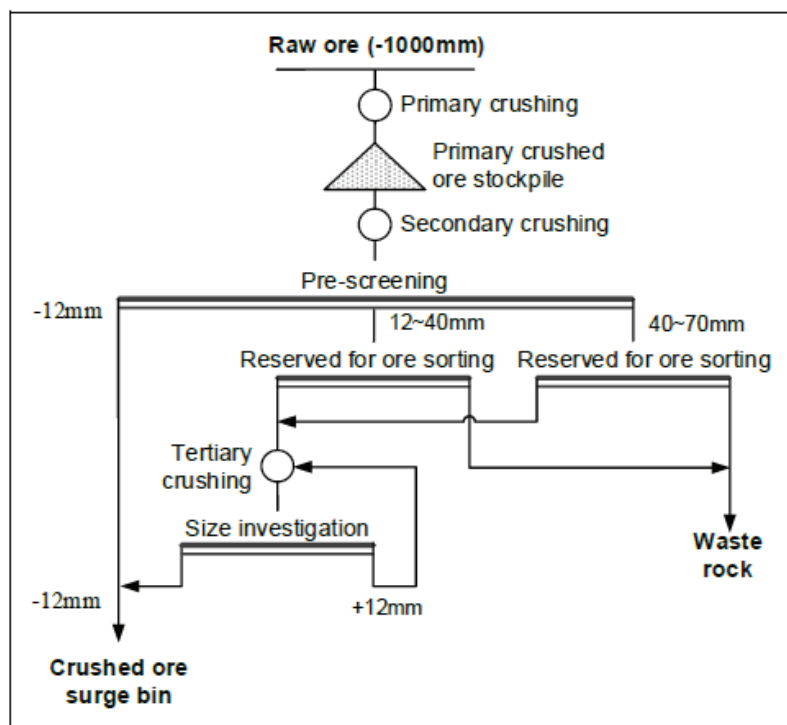 Raw ore (-1000mm)
Primary crushing
Primary crushed
ore stockpile
Secondary crushing
Pre-screening
-12mm
12~40mm
40~70mm
Reserved for ore sorting
Reserved for ore sorting
Tertiary
crushing
Size investigation
Waste
rock
-12mm
+12mm
Crushed ore
surge bin